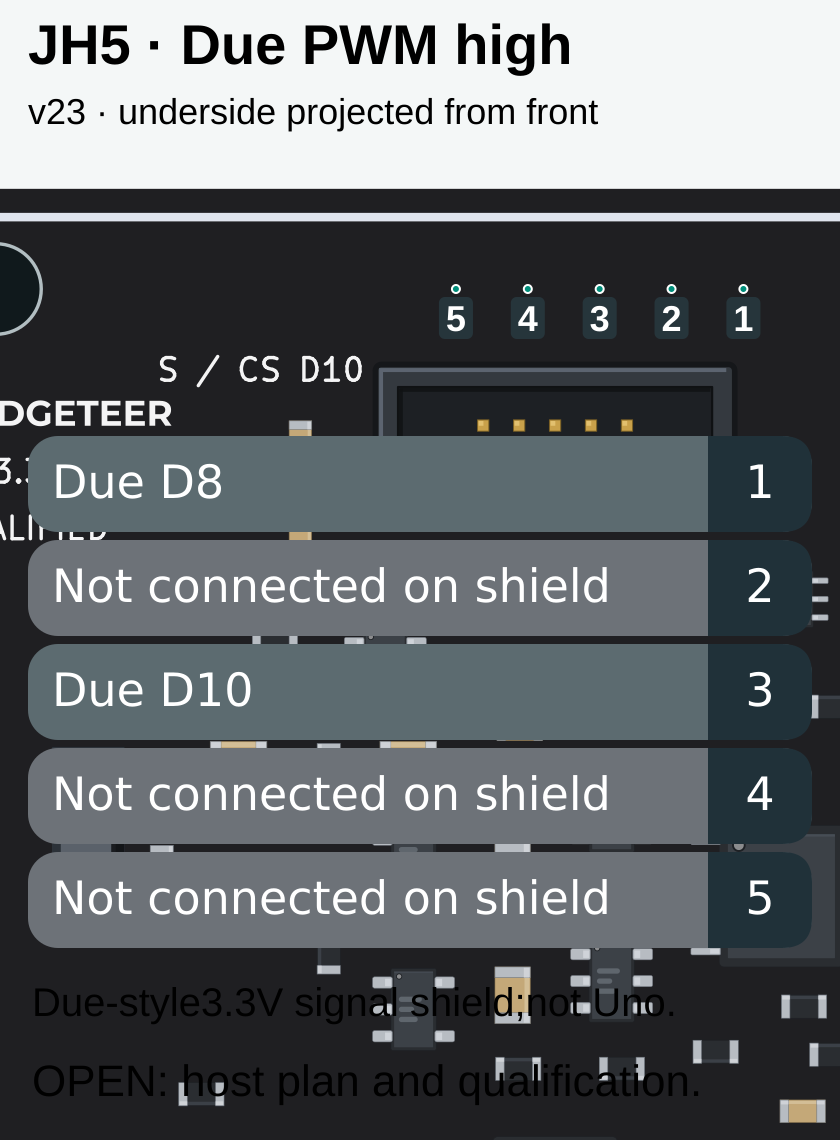 JH5 · Due PWM high
v23 · underside projected from front
5 4 3 2 1
S / CS D10
DGETEER
3.3
Due D8 1
Not connected on shield 2
Due D10 3
Not connected on shield 4
Not connected on shield 5
Due-style3.3V signal shield;not Uno.
OPEN: host plan and qualification.